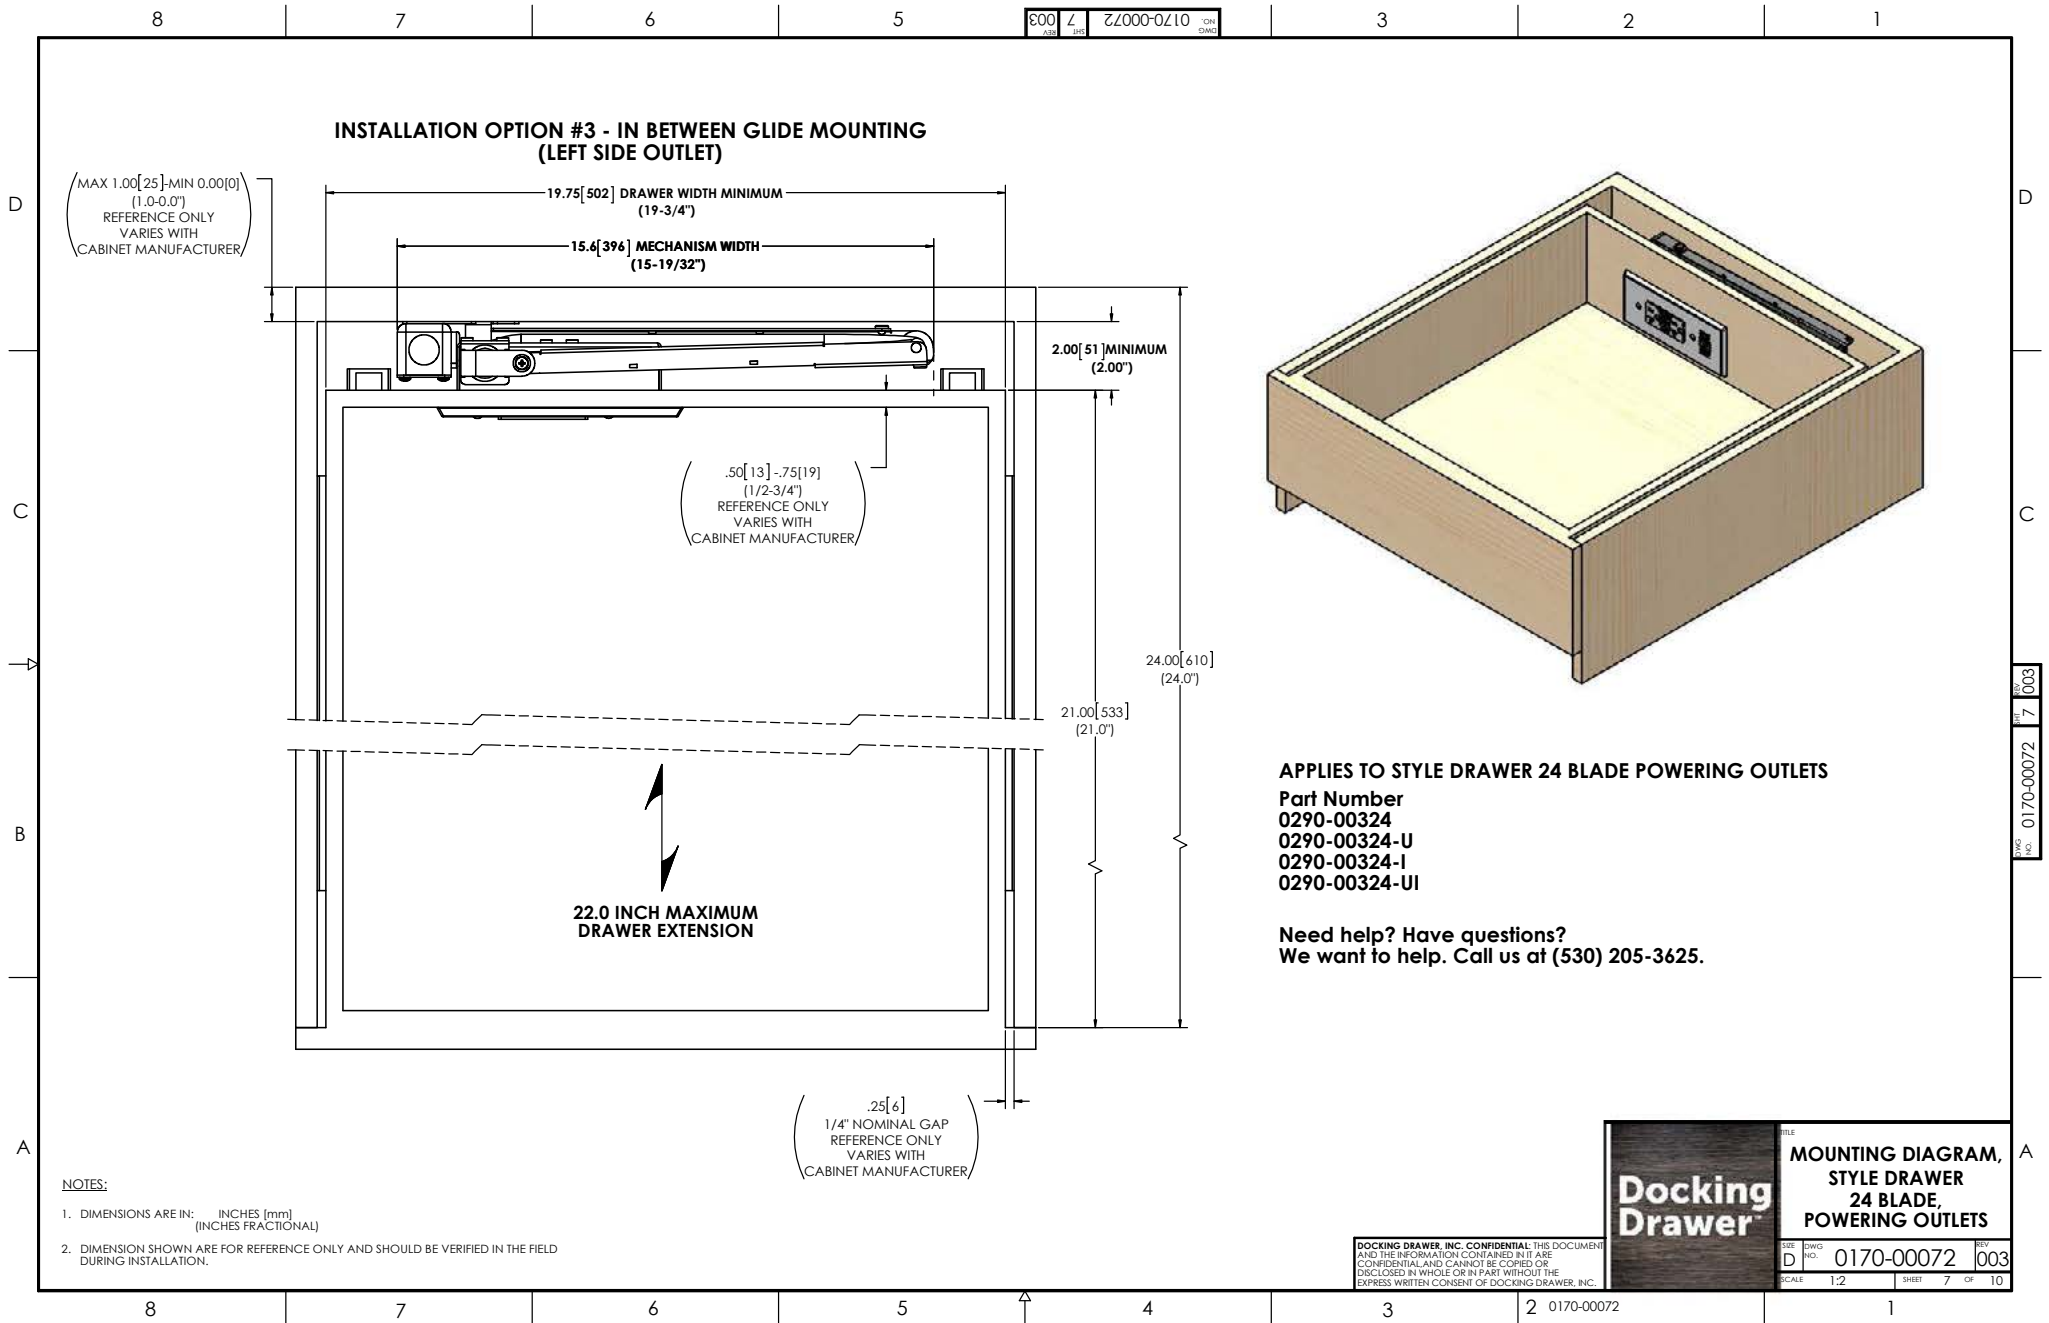 8 7 6 5 3 2 1
DWG NO. 0170-00072 SHT 7 REV 003
INSTALLATION OPTION #3 - IN BETWEEN GLIDE MOUNTING
(LEFT SIDE OUTLET)
MAX 1.00[25]-MIN 0.00[0]
(1.0-0.0")
REFERENCE ONLY
VARIES WITH
CABINET MANUFACTURER
19.75[502] DRAWER WIDTH MINIMUM
(19-3/4")
15.6[396] MECHANISM WIDTH
(15-19/32")
2.00[51]MINIMUM
(2.00")
.50[13]-.75[19]
(1/2-3/4")
REFERENCE ONLY
VARIES WITH
CABINET MANUFACTURER
24.00[610]
(24.0")
21.00[533]
(21.0")
22.0 INCH MAXIMUM
DRAWER EXTENSION
.25[6]
1/4" NOMINAL GAP
REFERENCE ONLY
VARIES WITH
CABINET MANUFACTURER
D
C
B
A
D
C
A
DWG NO. 0170-00072 SHT 7 REV 003
APPLIES TO STYLE DRAWER 24 BLADE POWERING OUTLETS
Part Number
0290-00324
0290-00324-U
0290-00324-I
0290-00324-UI
Need help? Have questions?
We want to help. Call us at (530) 205-3625.
NOTES:
1. DIMENSIONS ARE IN: INCHES [mm]
(INCHES FRACTIONAL)
2. DIMENSION SHOWN ARE FOR REFERENCE ONLY AND SHOULD BE VERIFIED IN THE FIELD
DURING INSTALLATION.
DOCKING DRAWER, INC. CONFIDENTIAL: THIS DOCUMENT
AND THE INFORMATION CONTAINED IN IT ARE
CONFIDENTIAL,AND CANNOT BE COPIED OR
DISCLOSED IN WHOLE OR IN PART WITHOUT THE
EXPRESS WRITTEN CONSENT OF DOCKING DRAWER, INC.
Docking
Drawer™
TITLE
MOUNTING DIAGRAM,
STYLE DRAWER
24 BLADE,
POWERING OUTLETS
SIZE D DWG NO. 0170-00072 REV 003
SCALE 1:2 SHEET 7 OF 10
8 7 6 5 4 3 2 0170-00072 1